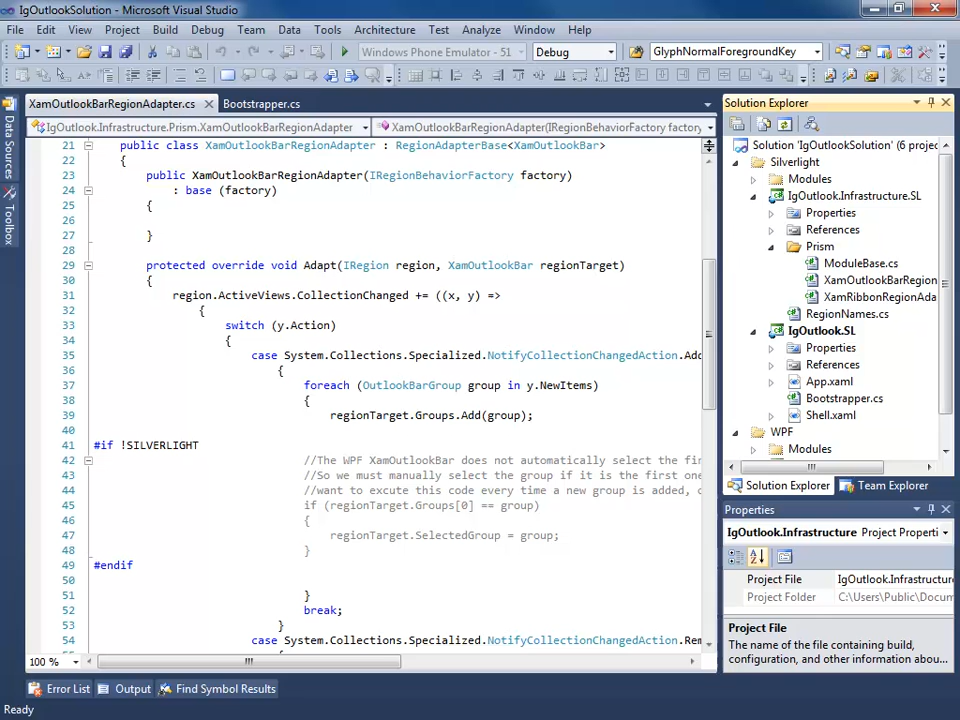 IgOutlookSolution - Microsoft Visual Studio
File Edit View Project Build Debug Team Data Tools Architecture Test Analyze Window Help
Windows Phone Emulator - 51 Debug GlyphNormalForegroundKey
XamOutlookBarRegionAdapter.cs Bootstrapper.cs
IgOutlook.Infrastructure.Prism.XamOutlookBarRegionAdapter XamOutlookBarRegionAdapter(IRegionBehaviorFactory factory
Data Sources
Toolbox
21 public class XamOutlookBarRegionAdapter : RegionAdapterBase<XamOutlookBar>
22 {
23 public XamOutlookBarRegionAdapter(IRegionBehaviorFactory factory)
24 : base (factory)
25 {
26
27 }
28
29 protected override void Adapt(IRegion region, XamOutlookBar regionTarget)
30 {
31 region.ActiveViews.CollectionChanged += ((x, y) =>
32 {
33 switch (y.Action)
34 {
35 case System.Collections.Specialized.NotifyCollectionChangedAction.Add
36 {
37 foreach (OutlookBarGroup group in y.NewItems)
38 {
39 regionTarget.Groups.Add(group);
40
41 #if !SILVERLIGHT
42 //The WPF XamOutlookBar does not automatically select the fir
43 //So we must manually select the group if it is the first one
44 //want to excute this code every time a new group is added, o
45 if (regionTarget.Groups[0] == group)
46 {
47 regionTarget.SelectedGroup = group;
48 }
49 #endif
50
51 }
52 break;
53 }
54 case System.Collections.Specialized.NotifyCollectionChangedAction.Rem
100 %
Solution Explorer
Solution 'IgOutlookSolution' (6 projec
Silverlight
Modules
IgOutlook.Infrastructure.SL
Properties
References
Prism
ModuleBase.cs
XamOutlookBarRegion
XamRibbonRegionAda
RegionNames.cs
IgOutlook.SL
Properties
References
App.xaml
Bootstrapper.cs
Shell.xaml
WPF
Modules
Solution Explorer Team Explorer
Properties
IgOutlook.Infrastructure Project Properti
Project File IgOutlook.Infrastructure
Project Folder C:\Users\Public\Docum
Project File
The name of the file containing build, configuration, and other information abou...
Error List Output Find Symbol Results
Ready